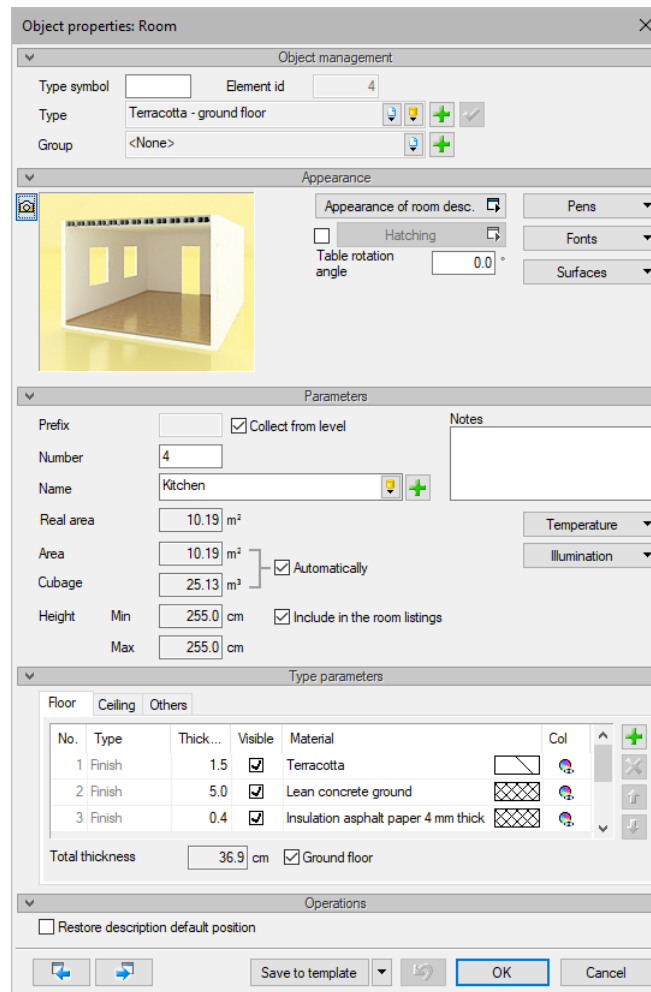 Object properties: Room
Object management
Type symbol Element id 4
Type Terracotta - ground floor
Group <None>
Appearance
Appearance of room desc. Pens
Hatching Fonts
Table rotation angle 0.0 ° Surfaces
Parameters
Prefix Collect from level Notes
Number 4
Name Kitchen
Real area 10.19 m² Temperature
Area 10.19 m² Automatically Illumination
Cubage 25.13 m³
Height Min 255.0 cm Include in the room listings
Max 255.0 cm
Type parameters
Floor Ceiling Others
No. Type Thick... Visible Material Col
1 Finish 1.5 Terracotta
2 Finish 5.0 Lean concrete ground
3 Finish 0.4 Insulation asphalt paper 4 mm thick
Total thickness 36.9 cm Ground floor
Operations
Restore description default position
Save to template OK Cancel